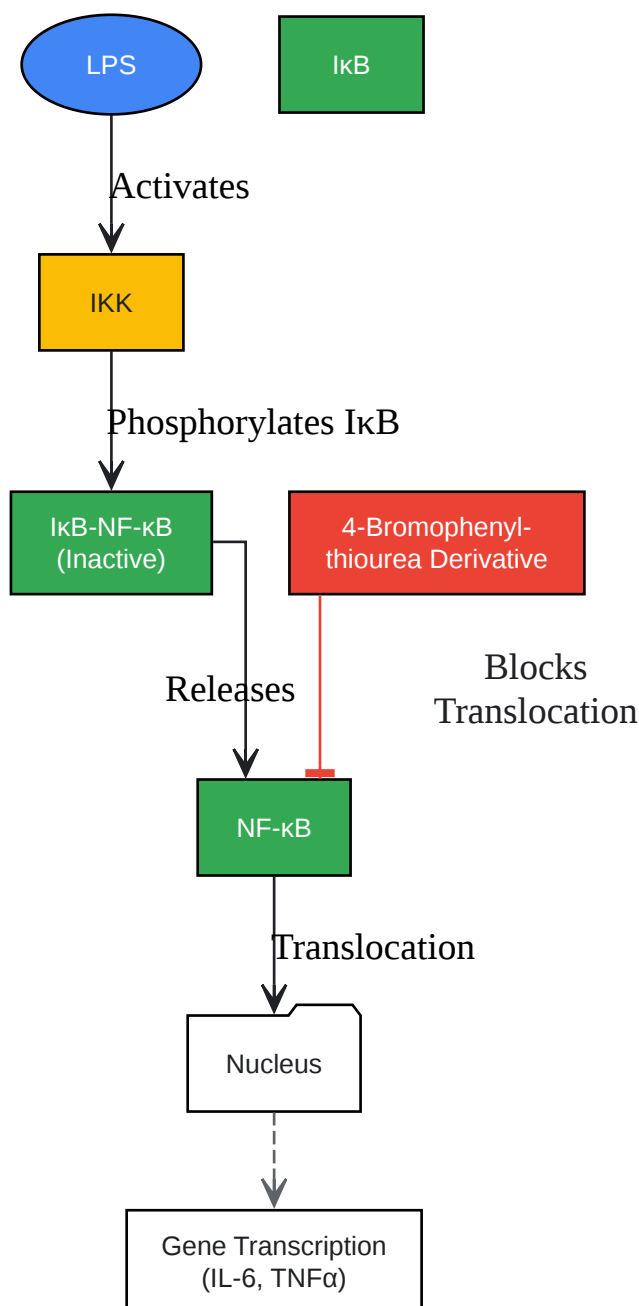 LPS
IκB
Activates
IKK
Phosphorylates IκB
IκB-NF-κB
(Inactive)
4-Bromophenyl-
thiourea Derivative
Releases
Blocks
Translocation
NF-κB
Translocation
Nucleus
Gene Transcription
(IL-6, TNFα)